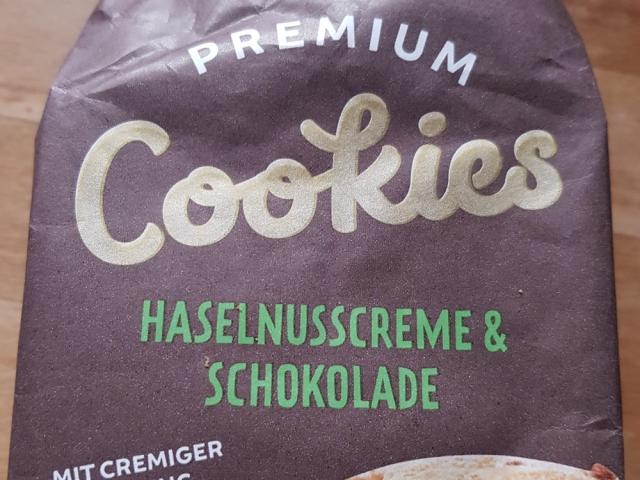 PREMIUM
Cookies
HASELNUSSCREME &
SCHOKOLADE
MIT CREMIGER